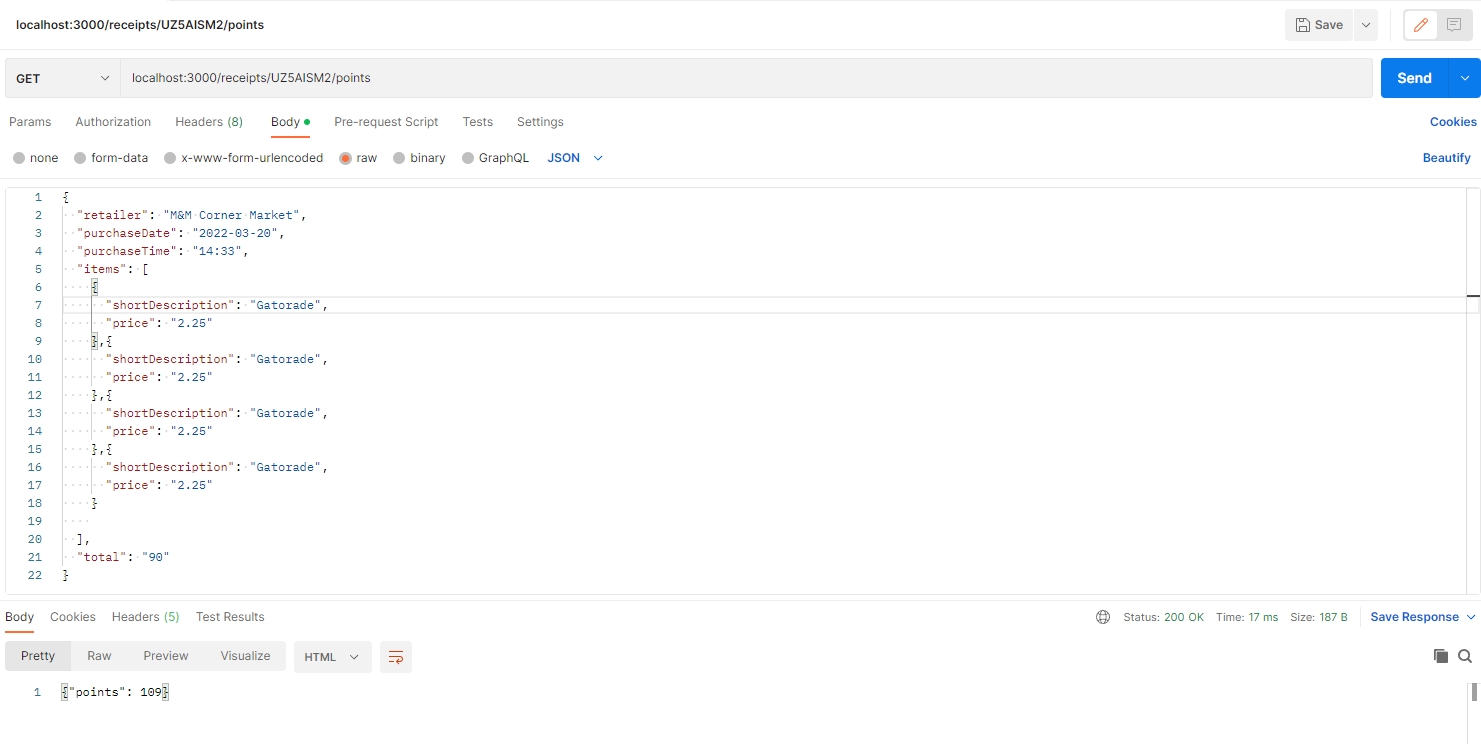 localhost:3000/receipts/UZ5AISM2/points
Save
GET
localhost:3000/receipts/UZ5AISM2/points
Send
Params Authorization Headers (8) Body Pre-request Script Tests Settings Cookies
none form-data x-www-form-urlencoded raw binary GraphQL JSON Beautify
1 {
2 "retailer": "M&M Corner Market",
3 "purchaseDate": "2022-03-20",
4 "purchaseTime": "14:33",
5 "items": [
6 {
7 "shortDescription": "Gatorade",
8 "price": "2.25"
9 },{
10 "shortDescription": "Gatorade",
11 "price": "2.25"
12 },{
13 "shortDescription": "Gatorade",
14 "price": "2.25"
15 },{
16 "shortDescription": "Gatorade",
17 "price": "2.25"
18 }
19
20 ],
21 "total": "90"
22 }
Body Cookies Headers (5) Test Results Status: 200 OK Time: 17 ms Size: 187 B Save Response
Pretty Raw Preview Visualize HTML
1 {"points": 109}